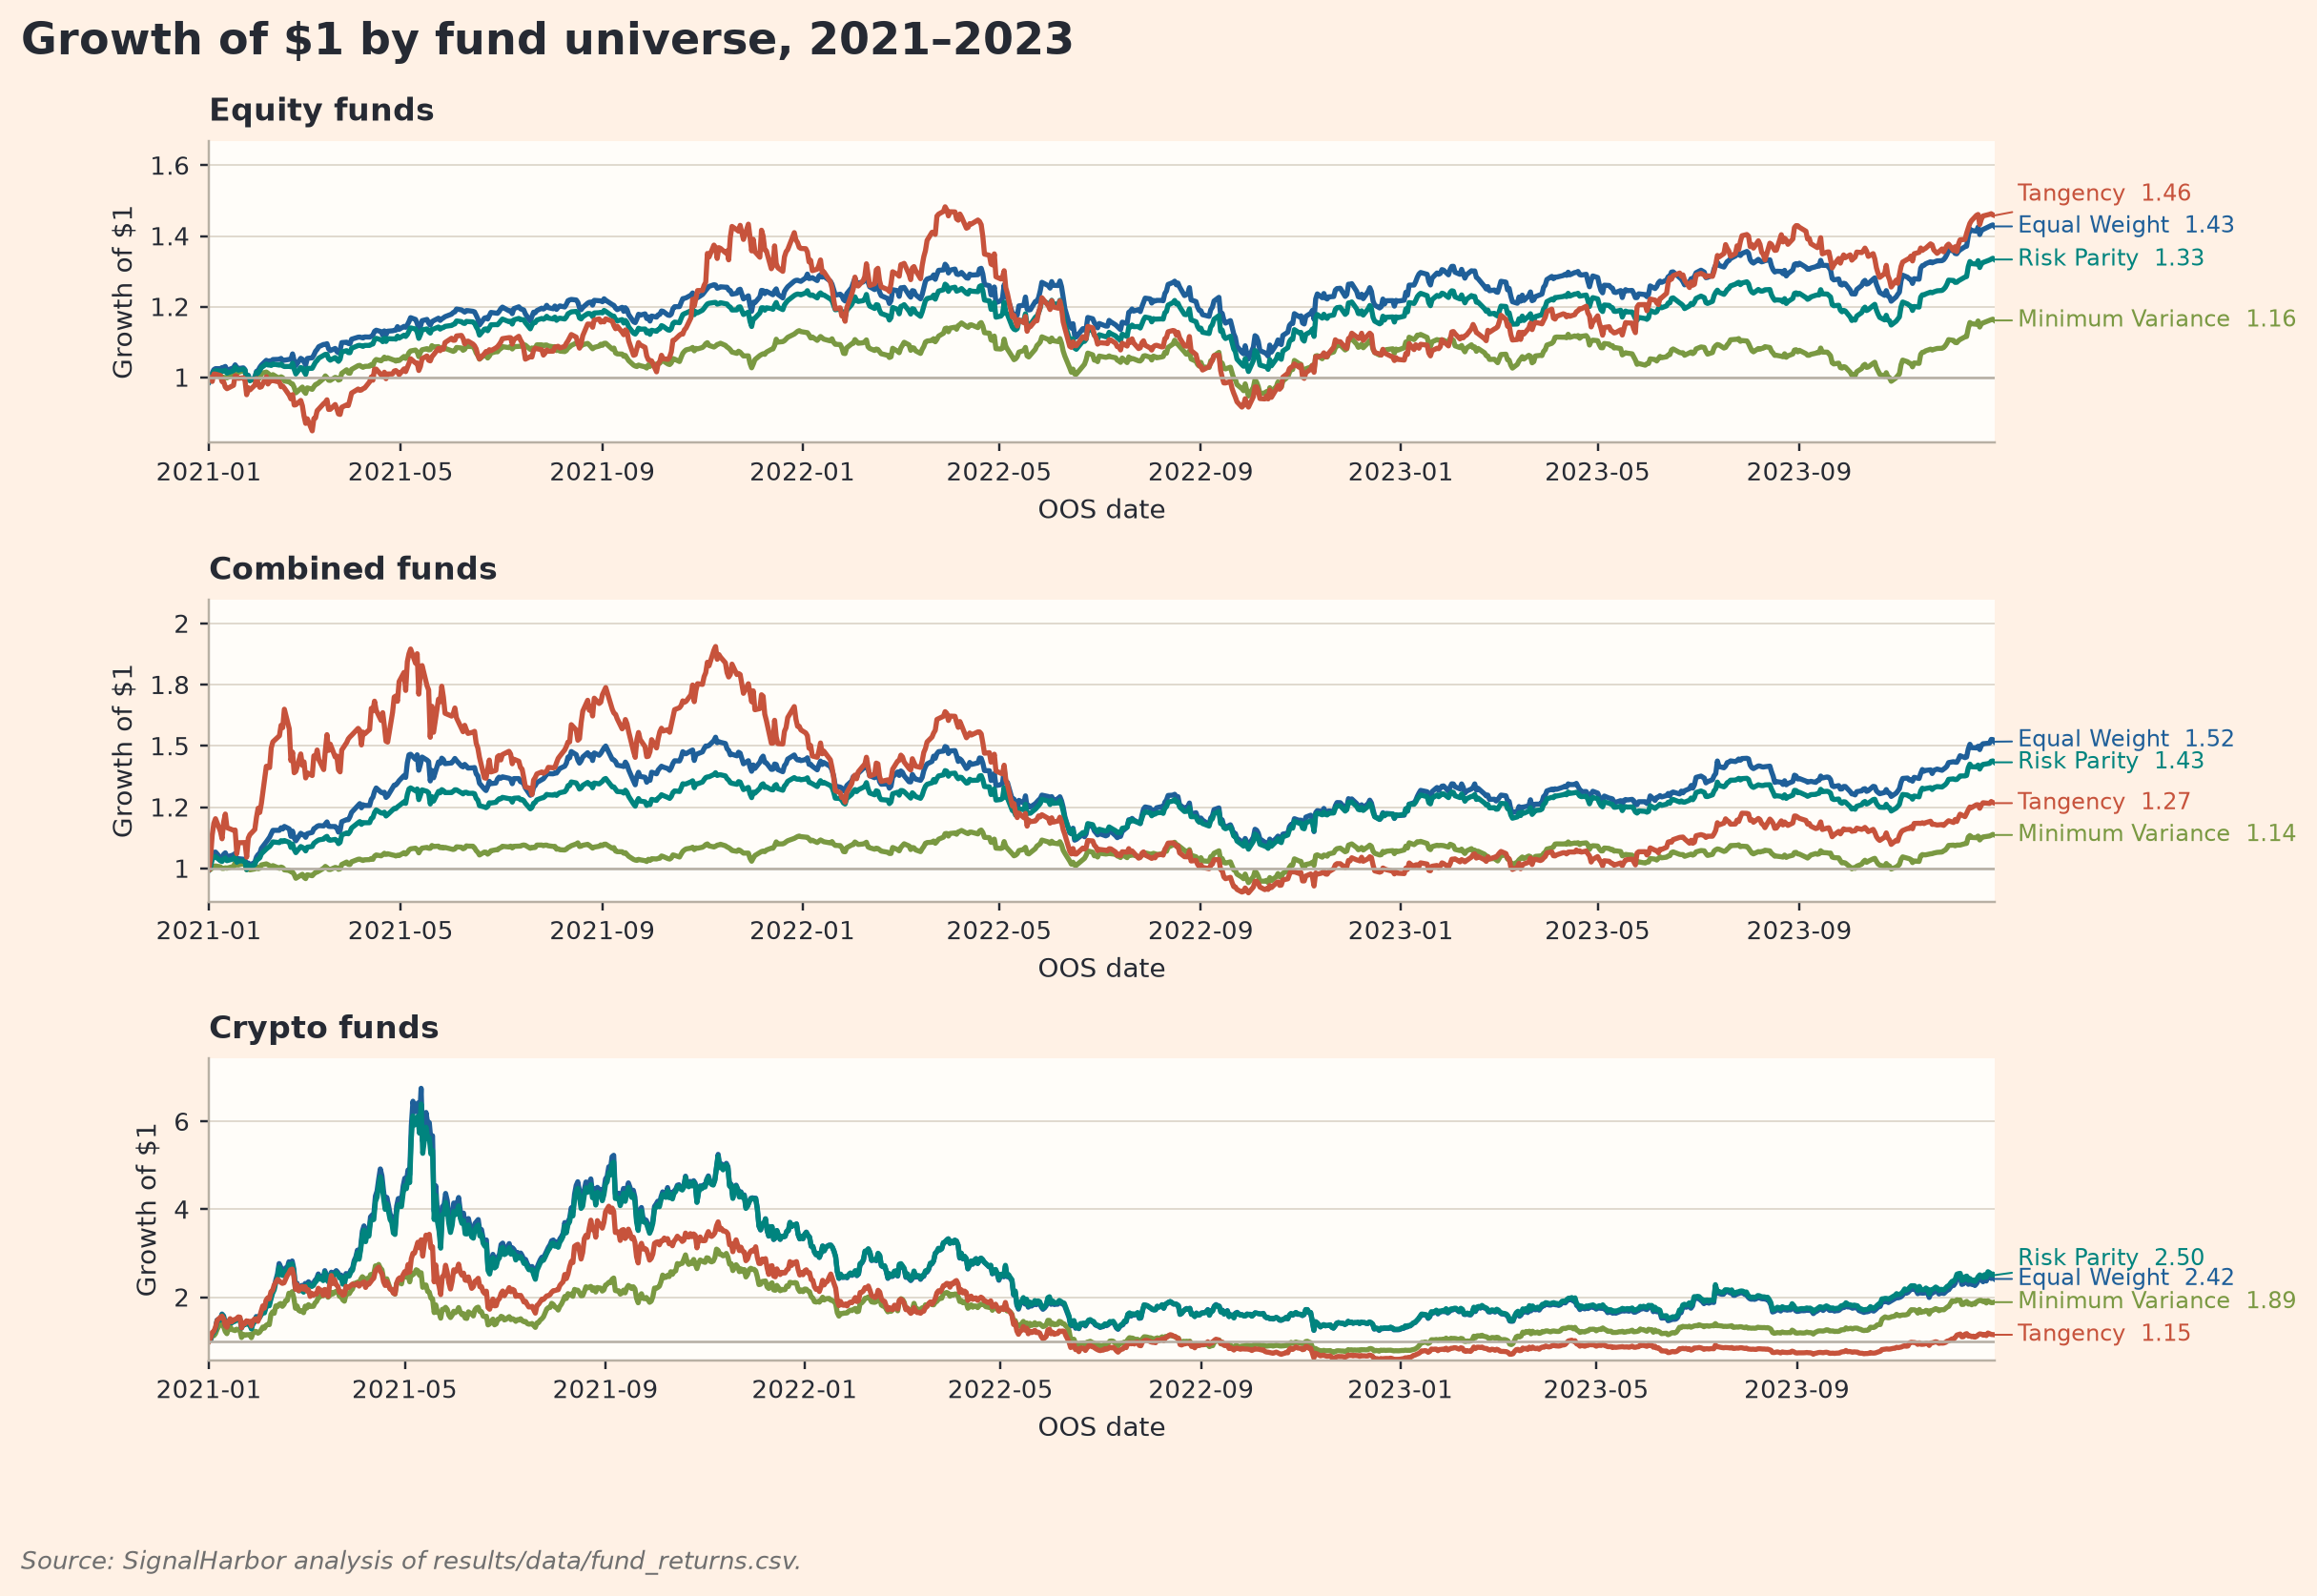 Growth of $1 by fund universe, 2021–2023
Equity funds
Growth of $1
1.6
1.4
1.2
1
Tangency 1.46
Equal Weight 1.43
Risk Parity 1.33
Minimum Variance 1.16
2021-01 2021-05 2021-09 2022-01 2022-05 2022-09 2023-01 2023-05 2023-09
OOS date
Combined funds
Growth of $1
2
1.8
1.5
1.2
1
Equal Weight 1.52
Risk Parity 1.43
Tangency 1.27
Minimum Variance 1.14
2021-01 2021-05 2021-09 2022-01 2022-05 2022-09 2023-01 2023-05 2023-09
OOS date
Crypto funds
Growth of $1
6
4
2
Risk Parity 2.50
Equal Weight 2.42
Minimum Variance 1.89
Tangency 1.15
2021-01 2021-05 2021-09 2022-01 2022-05 2022-09 2023-01 2023-05 2023-09
OOS date
Source: SignalHarbor analysis of results/data/fund_returns.csv.